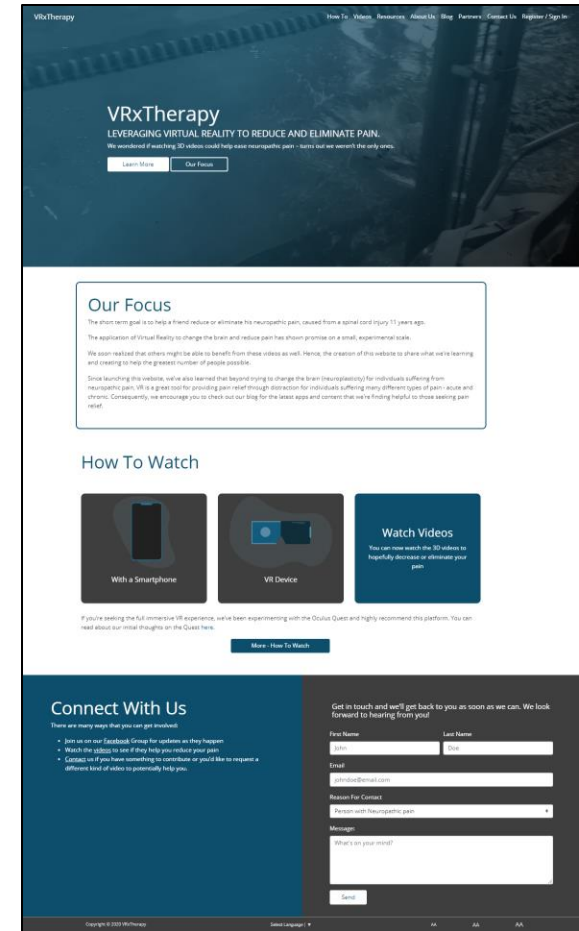 VRxTherapy
How To Videos Resources About Us Blog Partners Contact Us Register / Sign In
VRxTherapy
LEVERAGING VIRTUAL REALITY TO REDUCE AND ELIMINATE PAIN.
We wondered if watching 3D videos could help ease neuropathic pain – turns out we weren't the only ones.
Learn More
Our Focus
Our Focus
The short term goal is to help a friend reduce or eliminate his neuropathic pain, caused from a spinal cord injury 11 years ago.
The application of Virtual Reality to change the brain and reduce pain has shown promise on a small, experimental scale.
We soon realized that others might be able to benefit from these videos as well. Hence, the creation of this website to share what we're learning
and creating to help the greatest number of people possible.
Since launching this website, we've also learned that beyond trying to change the brain (neuroplasticity) for individuals suffering from
neuropathic pain, VR is a great tool for providing pain relief through distraction for individuals suffering many different types of pain - acute and
chronic. Consequently, we encourage you to check out our blog for the latest apps and content that we're finding helpful to those seeking pain
relief.
How To Watch
With a Smartphone
VR Device
Watch Videos
You can now watch the 3D videos to
hopefully decrease or eliminate your
pain
If you're seeking the full immersive VR experience, we've been experimenting with the Oculus Quest and highly recommend this platform. You can
read about our initial thoughts on the Quest here.
More - How To Watch
Connect With Us
There are many ways that you can get involved:
Join us on our Facebook Group for updates as they happen
Watch the videos to see if they help you reduce your pain
Contact us if you have something to contribute or you'd like to request a
different kind of video to potentially help you.
Get in touch and we'll get back to you as soon as we can. We look
forward to hearing from you!
First Name
Last Name
John
Doe
Email
johndoe@email.com
Reason For Contact
Person with Neuropathic pain
Message:
What's on your mind?
Send
Copyright © 2020 VRxTherapy
Select Language | ▼
AA
AA
AA